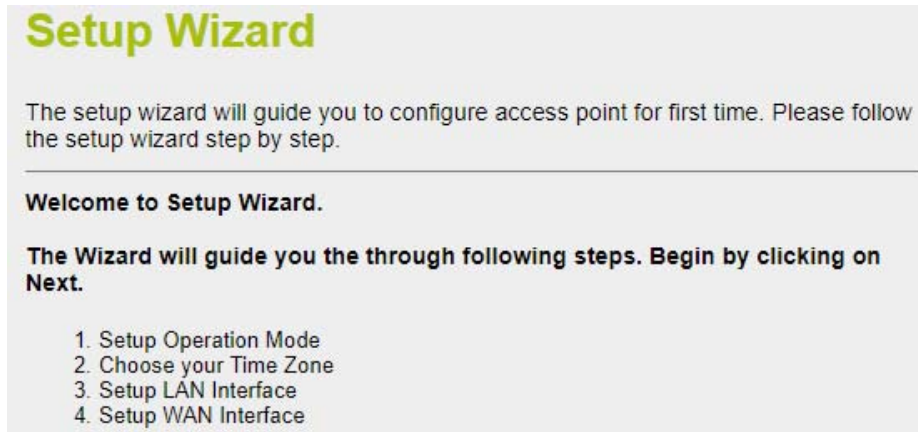 Setup Wizard
The setup wizard will guide you to configure access point for first time. Please follow
the setup wizard step by step.
Welcome to Setup Wizard.
The Wizard will guide you the through following steps. Begin by clicking on
Next.
1. Setup Operation Mode
2. Choose your Time Zone
3. Setup LAN Interface
4. Setup WAN Interface